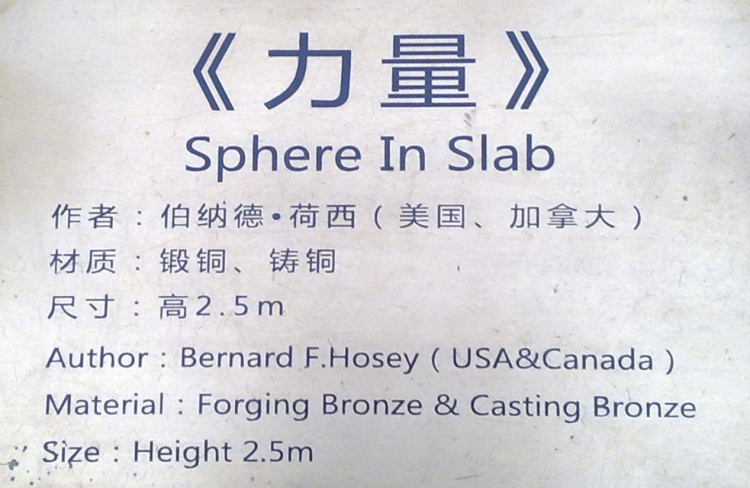 《力量》
Sphere In Slab
作者：伯纳德•荷西（美国、加拿大）
材质：锻铜、铸铜
尺寸：高2.5m
Author：Bernard F.Hosey（USA&Canada）
Material：Forging Bronze & Casting Bronze
Size：Height 2.5m